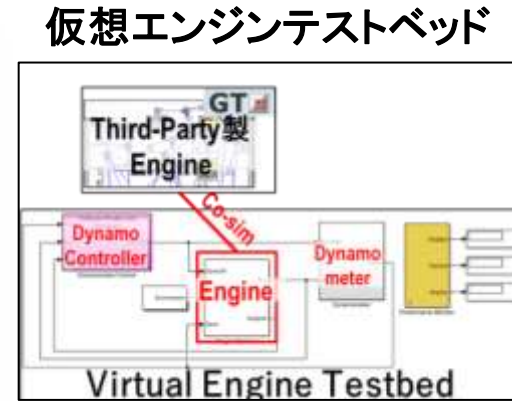 仮想エンジンテストベッド
GT
Third-Party製
Engine
Co-sim
Dynamo
Controller
Engine
Dynamo
meter
Virtual Engine Testbed